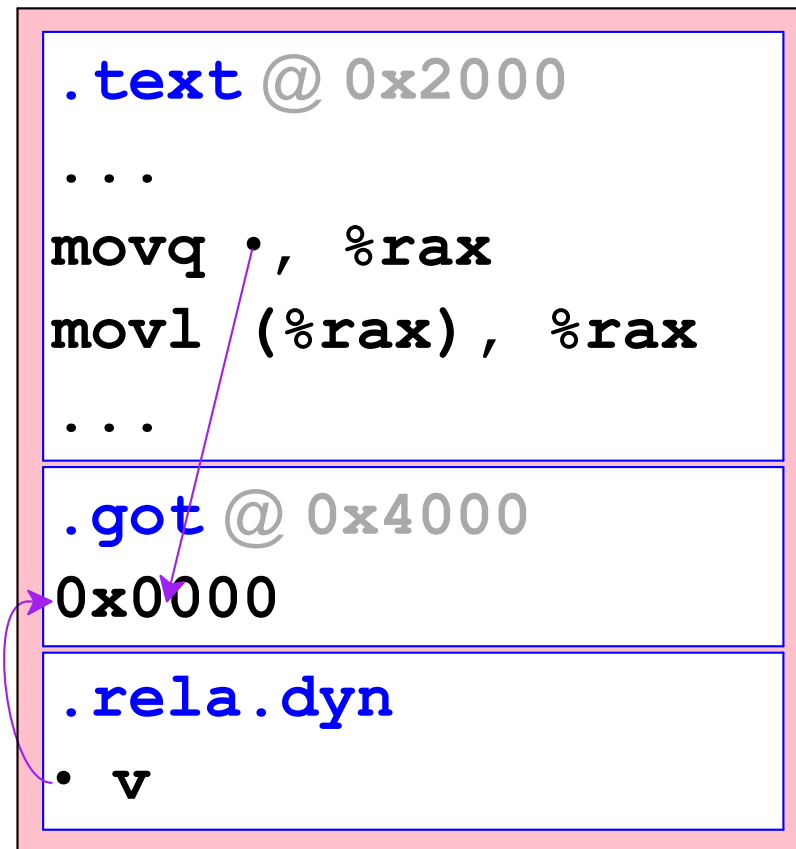 .text @ 0x2000
...
movq •, %rax
movl (%rax), %rax
...
.got @ 0x4000
0x0000
.rela.dyn
• v